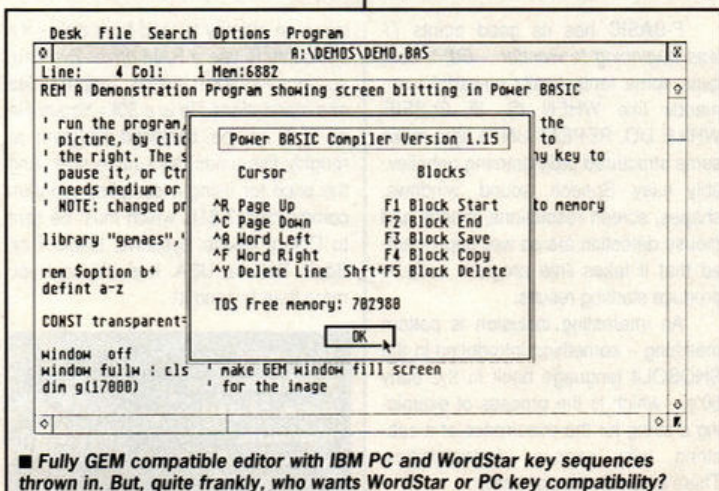 Desk File Search Options Program
A:\DEMOS\DEMO.BAS
Line: 4 Col: 1 Mem:6882
REM A Demonstration Program showing screen blitting in Power BASIC
' run the program, the
' picture, by clic to
' the right. The ny key to
' pause it, or Ctr
' needs medium or
' NOTE: changed pr to memory
library "gemaes","
rem $option b+
defint a-z
CONST transparent=
window off
window fullw : cls ' make GEM window fill screen
dim g(17000) ' for the image
Power BASIC Compiler Version 1.15
Cursor Blocks
^R Page Up F1 Block Start
^C Page Down F2 Block End
^A Word Left F3 Block Save
^F Word Right F4 Block Copy
^Y Delete Line Shft+F5 Block Delete
TOS Free memory: 702988
OK
■ Fully GEM compatible editor with IBM PC and WordStar key sequences
thrown in. But, quite frankly, who wants WordStar or PC key compatibility?